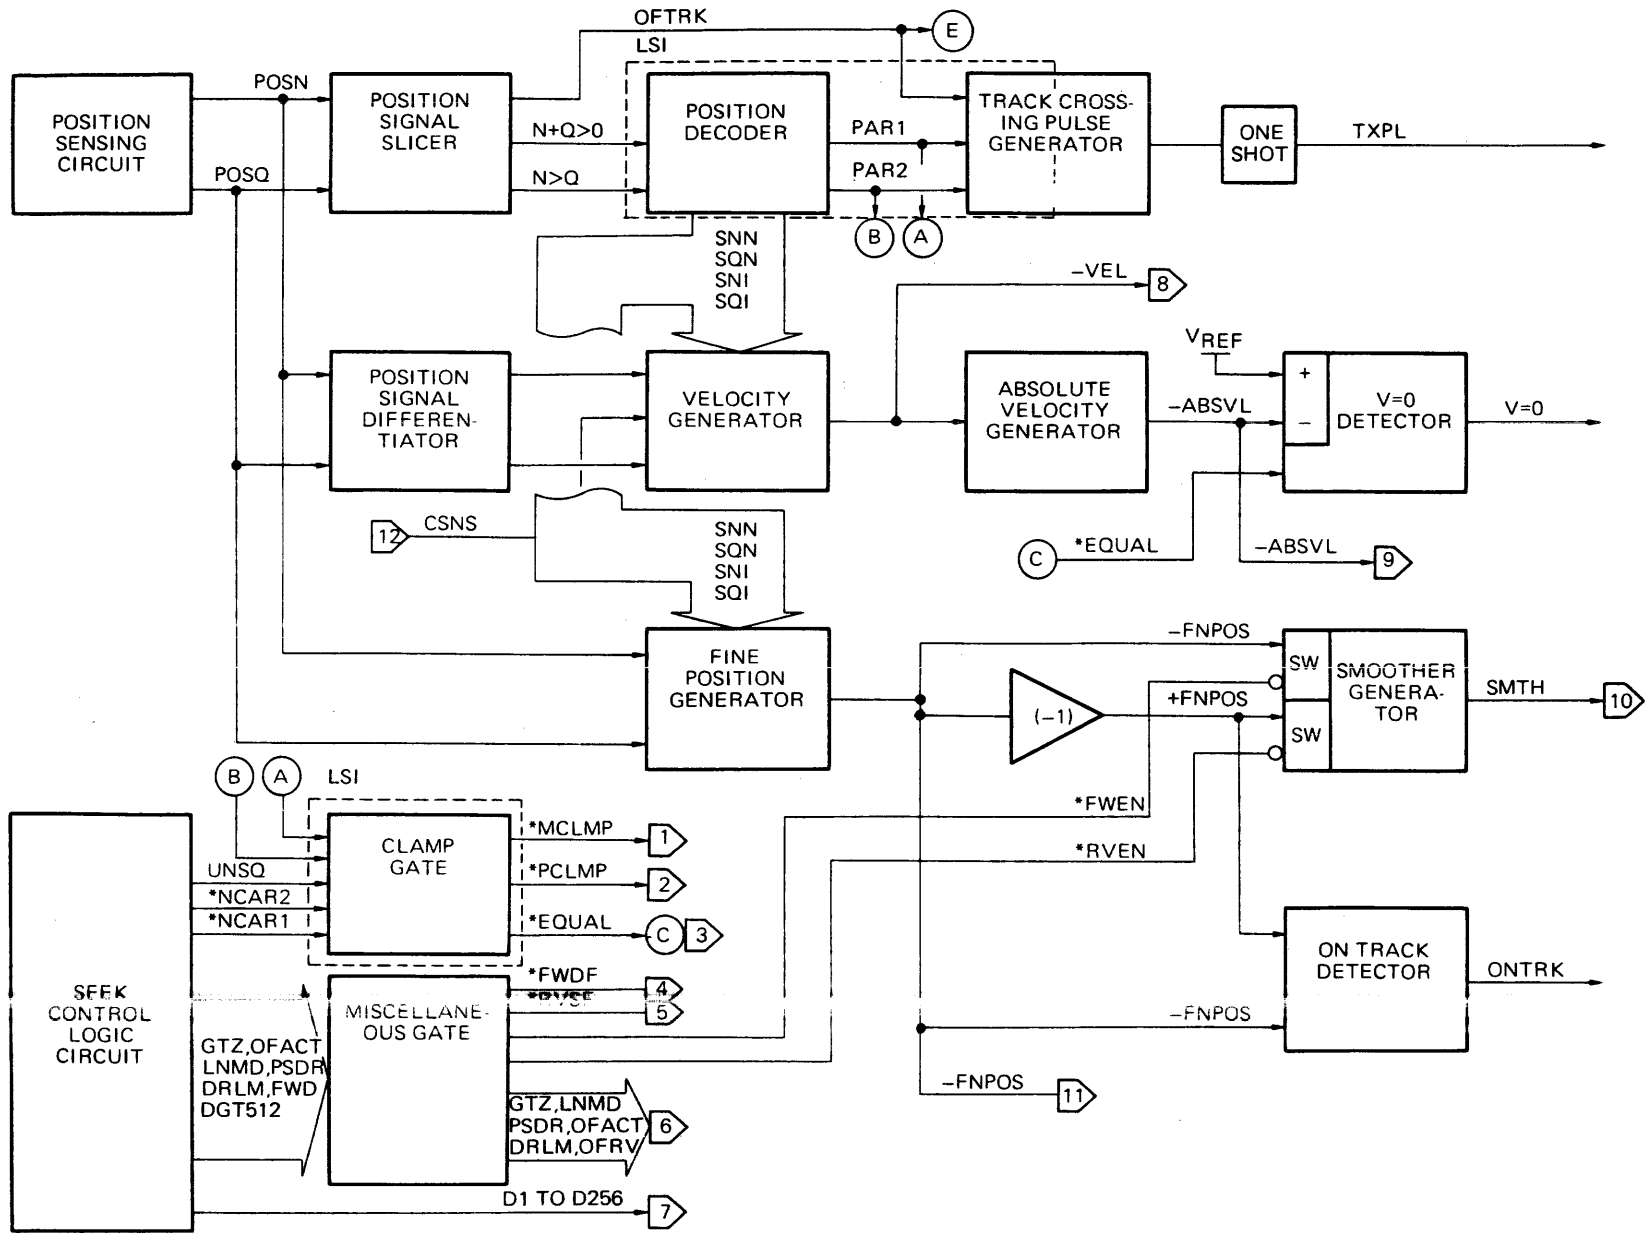 OFTRK
E
LSI
POSITION
SENSING
CIRCUIT
POSN
POSQ
POSITION
SIGNAL
SLICER
N+Q>0
N>Q
POSITION
DECODER
PAR1
PAR2
B
A
TRACK CROSS-
ING PULSE
GENERATOR
ONE
SHOT
TXPL
SNN
SQN
SNI
SQI
-VEL
8
POSITION
SIGNAL
DIFFEREN-
TIATOR
VELOCITY
GENERATOR
ABSOLUTE
VELOCITY
GENERATOR
-ABSVL
VREF
+
-
V=0
DETECTOR
V=0
12
CSNS
SNN
SQN
SNI
SQI
C
*EQUAL
-ABSVL
9
FINE
POSITION
GENERATOR
-FNPOS
(-1)
+FNPOS
SW
SW
SMOOTHER
GENERA-
TOR
SMTH
10
*FWEN
*RVEN
B
A
LSI
CLAMP
GATE
UNSQ
*NCAR2
*NCAR1
*MCLMP
1
*PCLMP
2
*EQUAL
C
3
SEEK
CONTROL
LOGIC
CIRCUIT
GTZ,OFACT
LNMD,PSDR
DRLM,FWD
DGT512
MISCELLANE-
OUS GATE
*FWDF
4
*RVSF
5
GTZ,LNMD
PSDR,OFACT
DRLM,OFRV
6
D1 TO D256
7
ON TRACK
DETECTOR
ONTRK
-FNPOS
-FNPOS
11